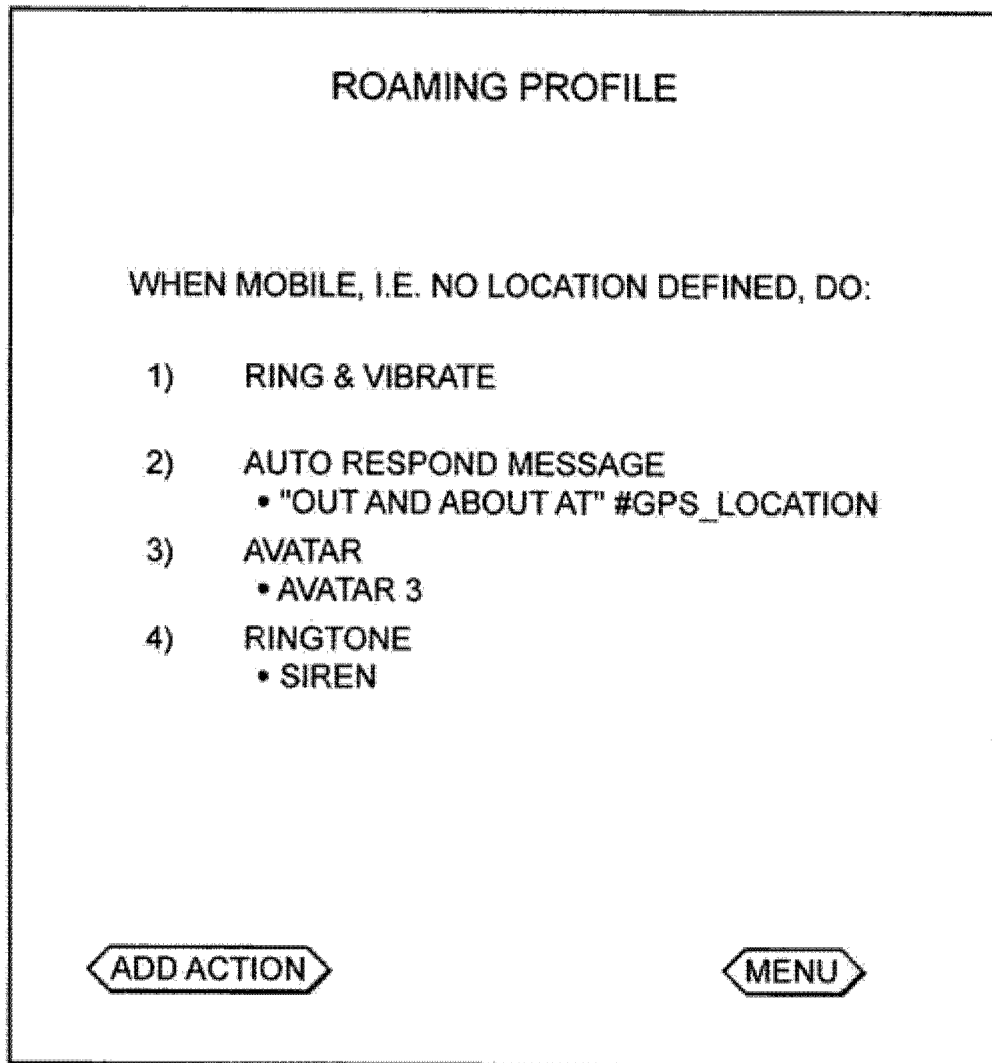 ROAMING PROFILE
WHEN MOBILE, I.E. NO LOCATION DEFINED, DO:
1) RING & VIBRATE
2) AUTO RESPOND MESSAGE
• "OUT AND ABOUT AT" #GPS_LOCATION
3) AVATAR
• AVATAR 3
4) RINGTONE
• SIREN
ADD ACTION
MENU